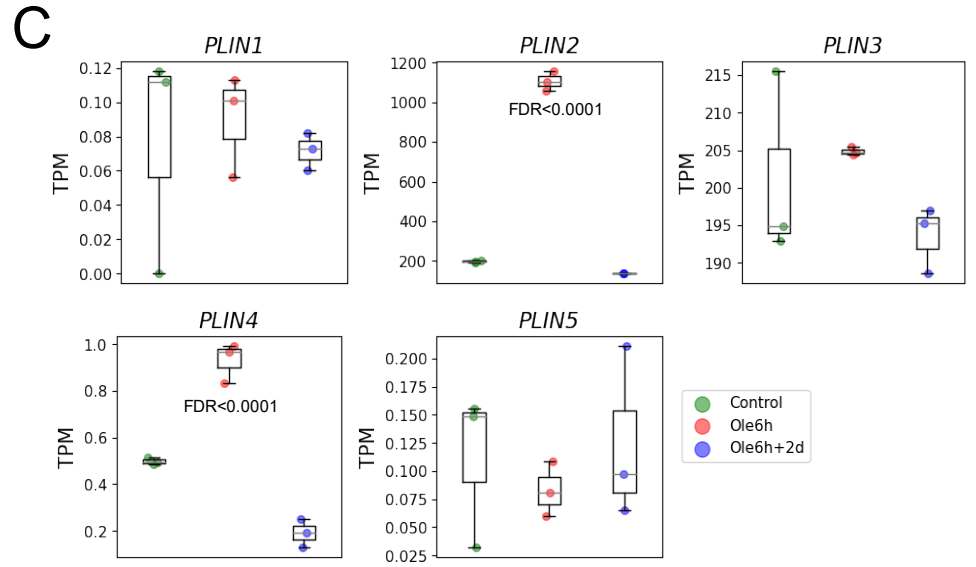 C
PLIN1
PLIN2
PLIN3
TPM
0.12
0.10
0.08
0.06
0.04
0.02
0.00
TPM
1200
1000
800
600
400
200
FDR<0.0001
TPM
215
210
205
200
195
190
PLIN4
PLIN5
TPM
1.0
0.8
0.6
0.4
0.2
FDR<0.0001
TPM
0.200
0.175
0.150
0.125
0.100
0.075
0.050
0.025
Control
Ole6h
Ole6h+2d